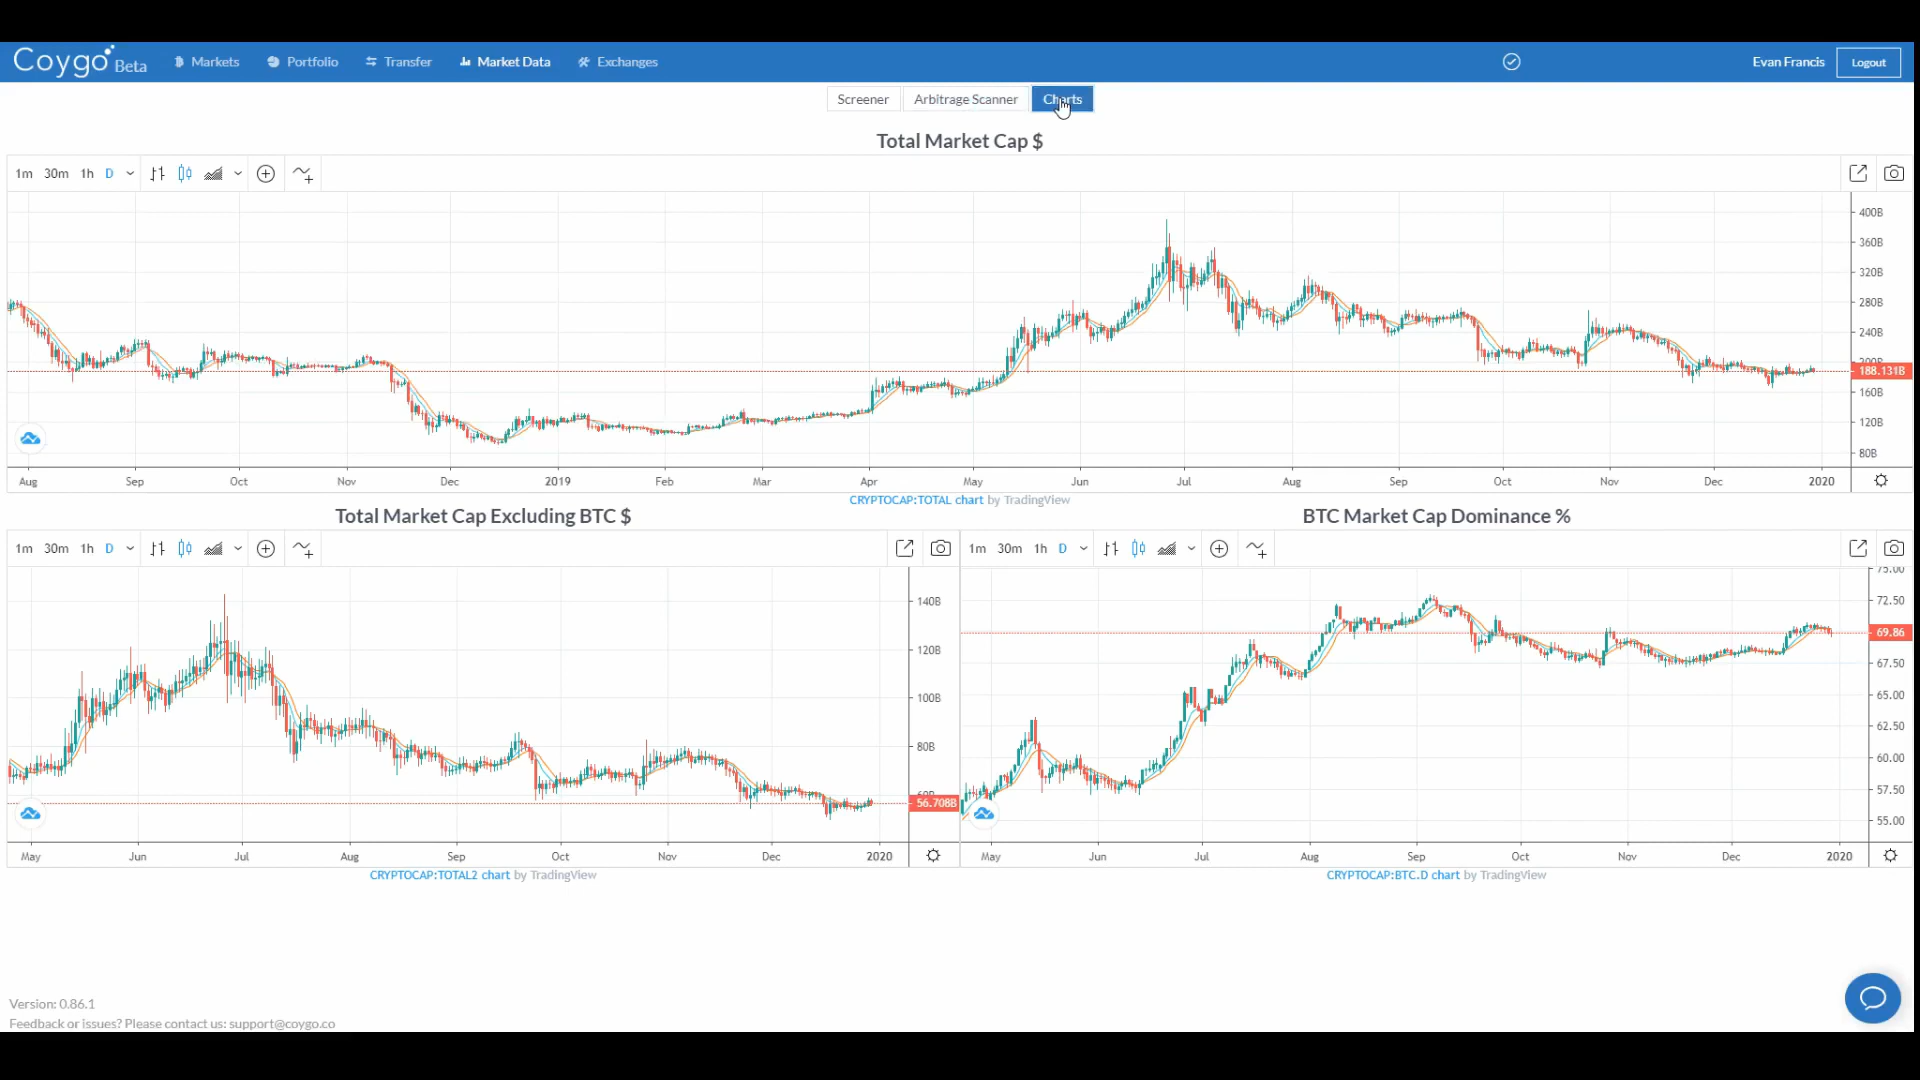 Coygo Beta Markets Portfolio Transfer Market Data Exchanges Evan Francis Logout
Screener Arbitrage Scanner Charts
Total Market Cap $
1m 30m 1h D
400B
360B
320B
280B
240B
200B
188.131B
160B
120B
80B
Aug Sep Oct Nov Dec 2019 Feb Mar Apr May Jun Jul Aug Sep Oct Nov Dec 2020
CRYPTOCAP:TOTAL chart by TradingView
Total Market Cap Excluding BTC $
1m 30m 1h D
140B
120B
100B
80B
60B
56.708B
May Jun Jul Aug Sep Oct Nov Dec 2020
CRYPTOCAP:TOTAL2 chart by TradingView
BTC Market Cap Dominance %
1m 30m 1h D
75.00
72.50
69.86
67.50
65.00
62.50
60.00
57.50
55.00
May Jun Jul Aug Sep Oct Nov Dec 2020
CRYPTOCAP:BTC.D chart by TradingView
Version: 0.86.1
Feedback or issues? Please contact us: support@coygo.co